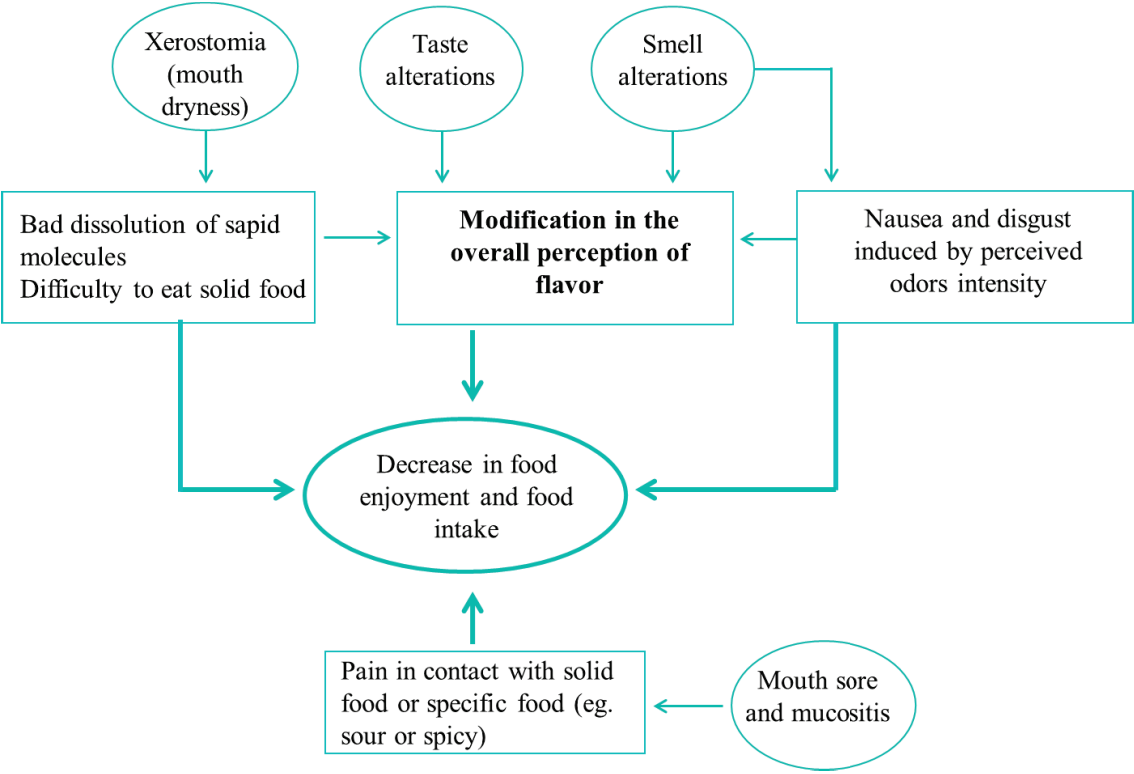 Xerostomia
(mouth
dryness)
Taste
alterations
Smell
alterations
Bad dissolution of sapid
molecules
Difficulty to eat solid food
Modification in the
overall perception of
flavor
Nausea and disgust
induced by perceived
odors intensity
Decrease in food
enjoyment and food
intake
Pain in contact with solid
food or specific food (eg.
sour or spicy)
Mouth sore
and mucositis